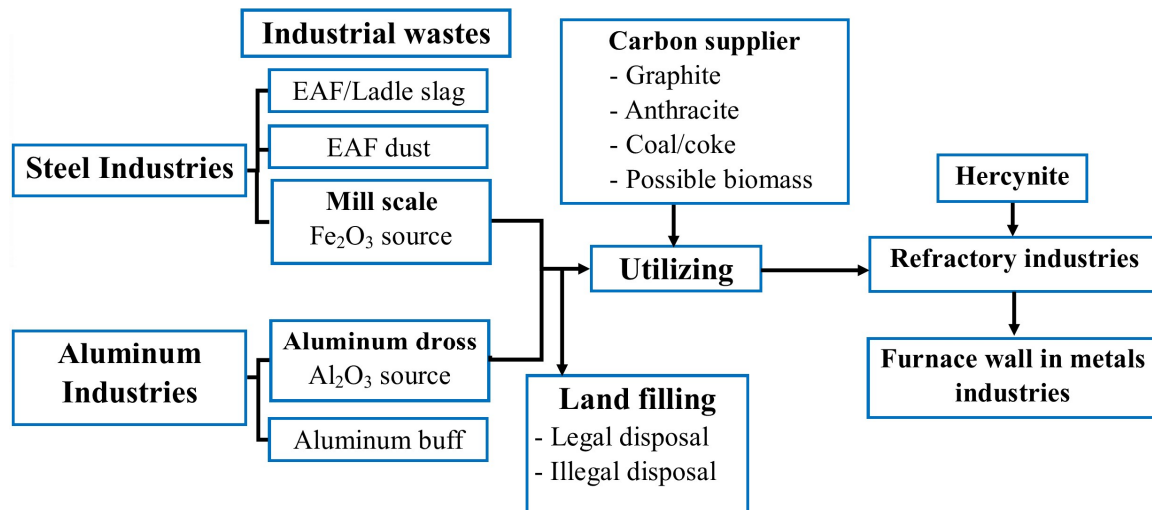 Industrial wastes
EAF/Ladle slag
EAF dust
Steel Industries
Mill scale
Fe₂O₃ source
Aluminum
Industries
Aluminum dross
Al₂O₃ source
Aluminum buff
Carbon supplier
- Graphite
- Anthracite
- Coal/coke
- Possible biomass
Utilizing
Land filling
- Legal disposal
- Illegal disposal
Hercynite
Refractory industries
Furnace wall in metals
industries